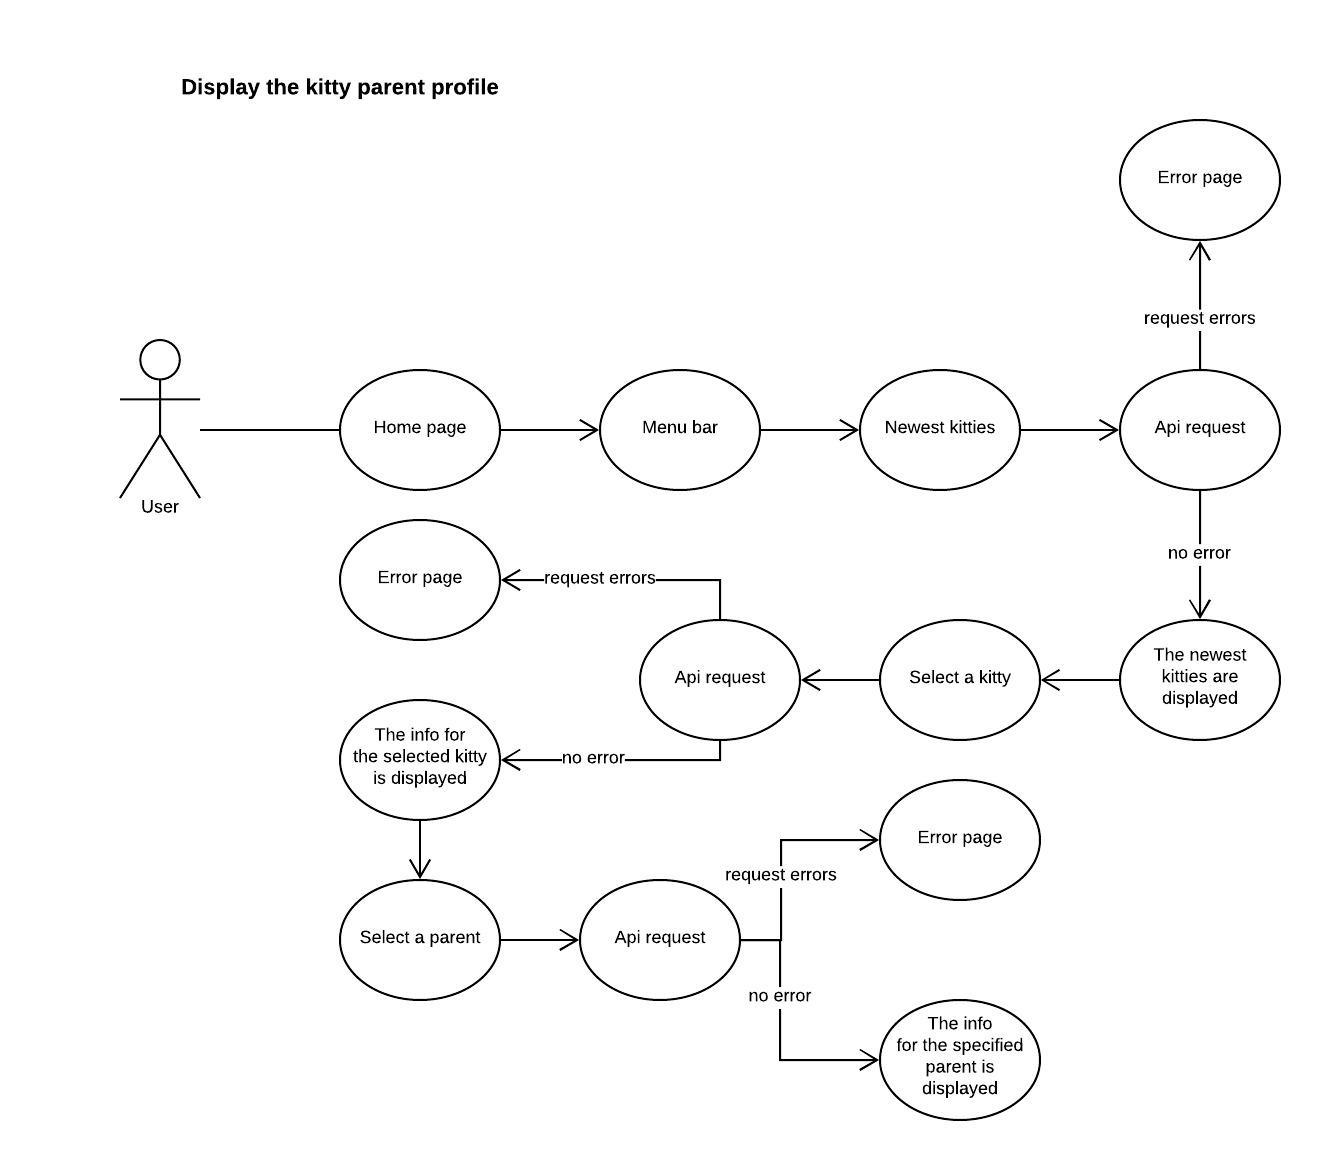 Display the kitty parent profile
Error page
request errors
Home page
Menu bar
Newest kitties
Api request
User
no error
Error page
request errors
Api request
Select a kitty
The newest
kitties are
displayed
The info for
the selected kitty
is displayed
no error
Error page
request errors
Select a parent
Api request
no error
The info
for the specified
parent is
displayed